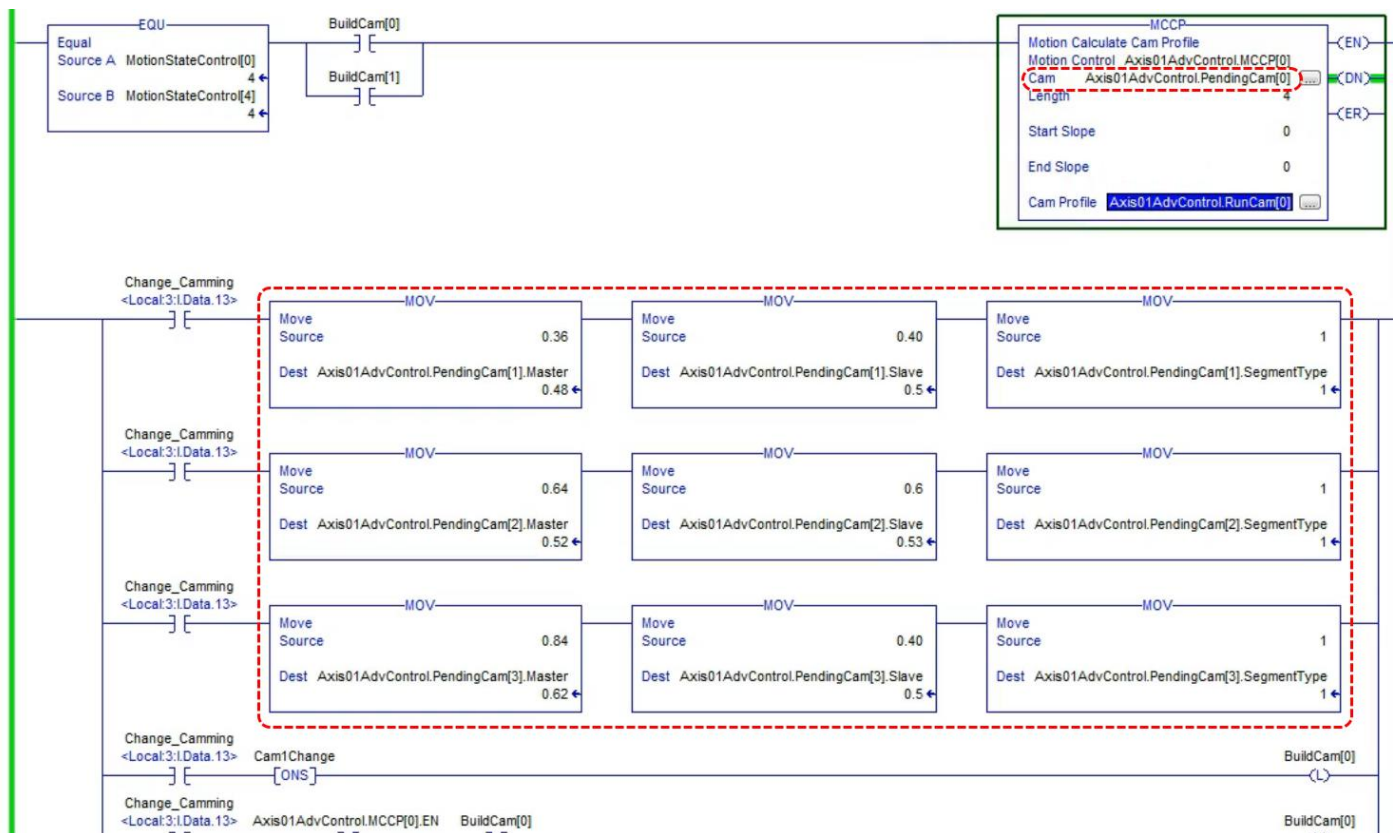 EQU
Equal
Source A MotionStateControl[0]
4
Source B MotionStateControl[4]
4
BuildCam[0]
BuildCam[1]
MCCP
Motion Calculate Cam Profile
Motion Control Axis01AdvControl.MCCP[0]
Cam Axis01AdvControl.PendingCam[0] ...
Length 4
Start Slope 0
End Slope 0
Cam Profile Axis01AdvControl.RunCam[0] ...
EN
DN
ER
Change_Camming
<Local:3:I.Data.13>
MOV
Move
Source 0.36
Dest Axis01AdvControl.PendingCam[1].Master
0.48
MOV
Move
Source 0.40
Dest Axis01AdvControl.PendingCam[1].Slave
0.5
MOV
Move
Source 1
Dest Axis01AdvControl.PendingCam[1].SegmentType
1
Change_Camming
<Local:3:I.Data.13>
MOV
Move
Source 0.64
Dest Axis01AdvControl.PendingCam[2].Master
0.52
MOV
Move
Source 0.6
Dest Axis01AdvControl.PendingCam[2].Slave
0.53
MOV
Move
Source 1
Dest Axis01AdvControl.PendingCam[2].SegmentType
1
Change_Camming
<Local:3:I.Data.13>
MOV
Move
Source 0.84
Dest Axis01AdvControl.PendingCam[3].Master
0.62
MOV
Move
Source 0.40
Dest Axis01AdvControl.PendingCam[3].Slave
0.5
MOV
Move
Source 1
Dest Axis01AdvControl.PendingCam[3].SegmentType
1
Change_Camming
<Local:3:I.Data.13> Cam1Change BuildCam[0]
ONS L
Change_Camming
<Local:3:I.Data.13> Axis01AdvControl.MCCP[0].EN BuildCam[0] BuildCam[0]